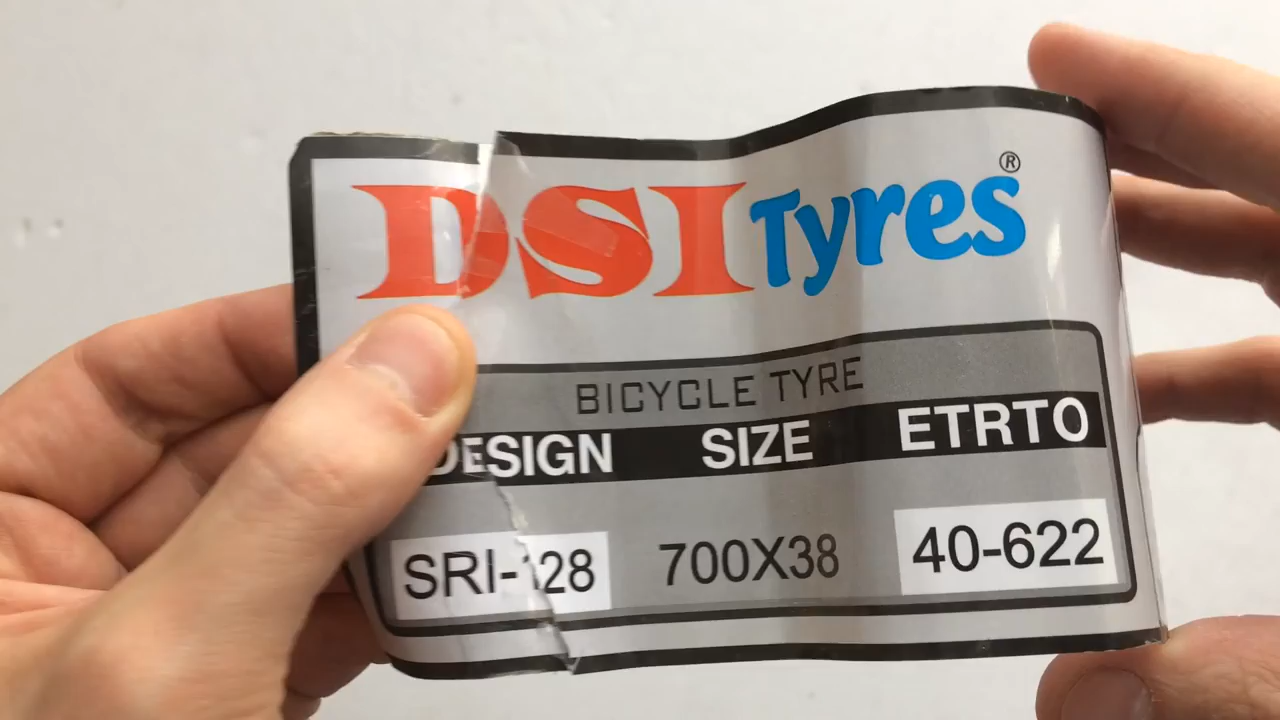 DSI Tyres®
BICYCLE TYRE
DESIGN SIZE ETRTO
SRI-128 700X38 40-622